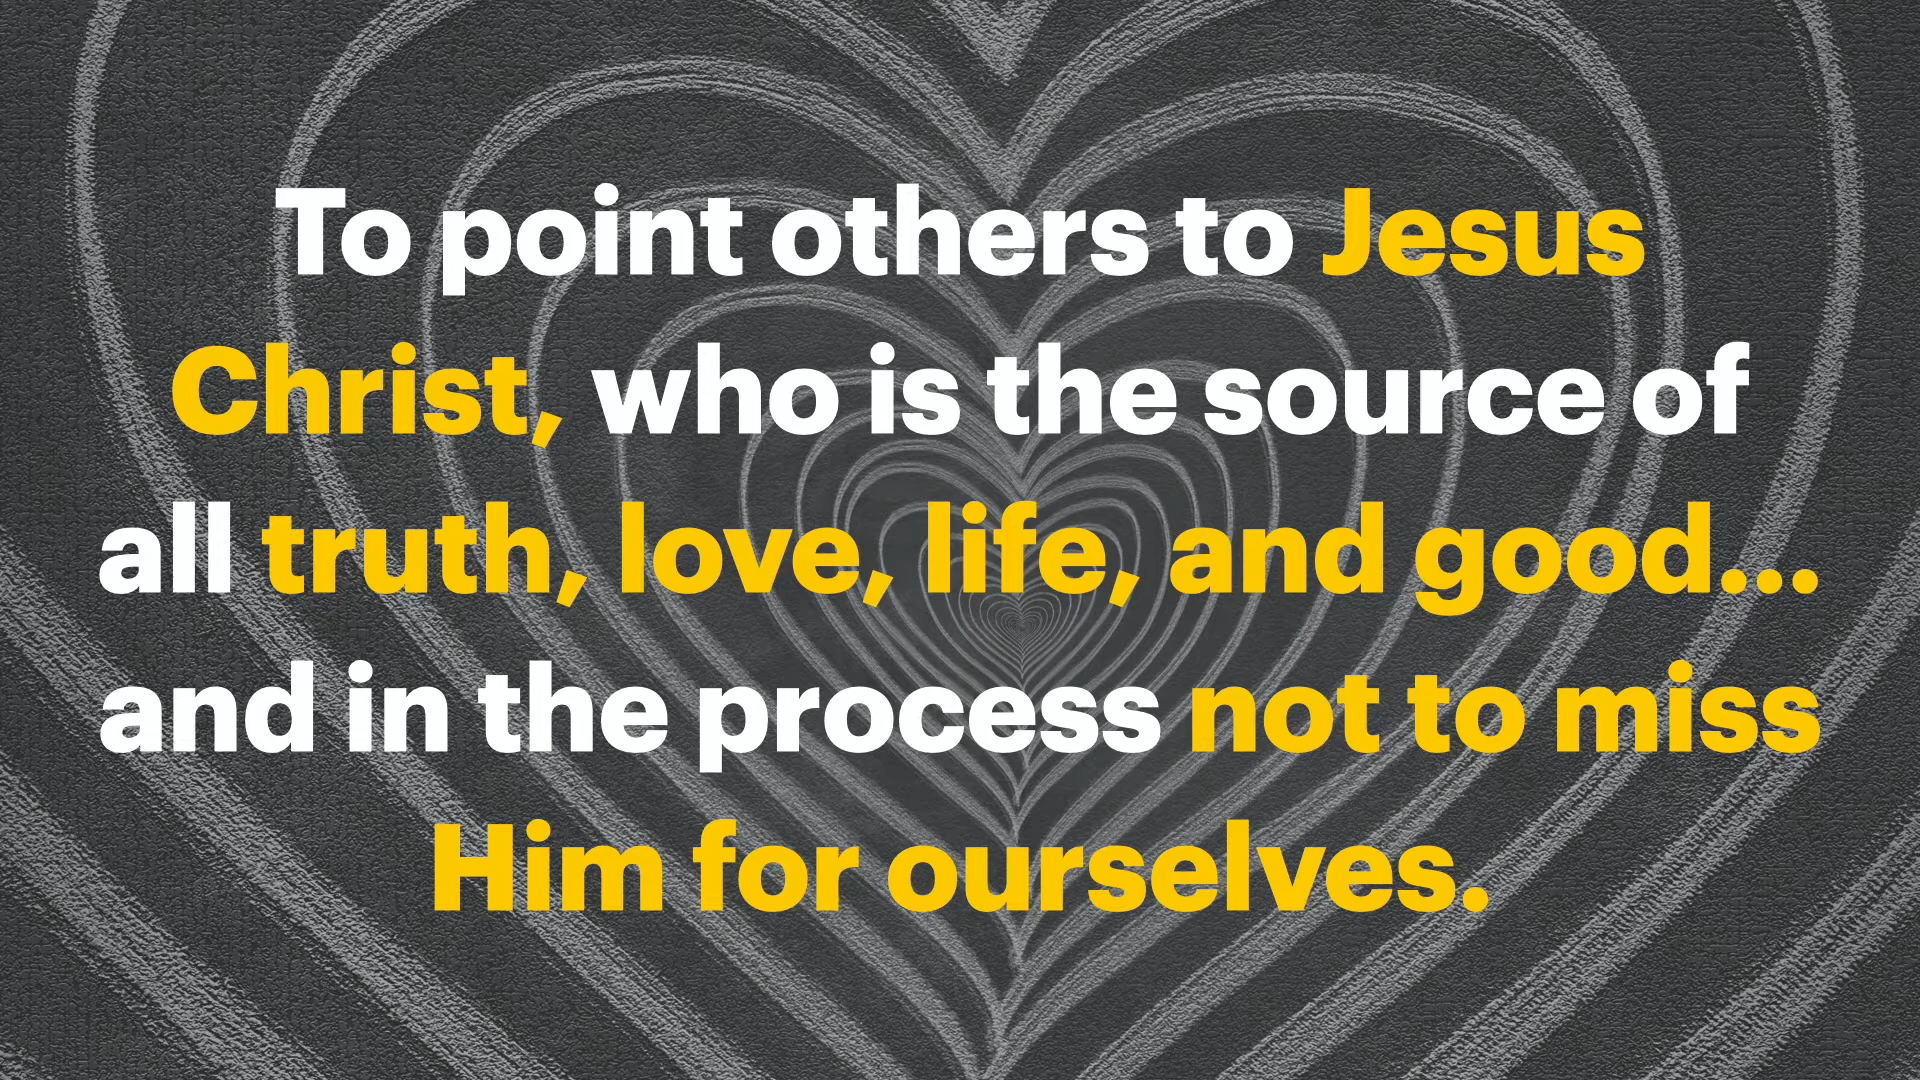 To point others to Jesus
Christ, who is the source of
all truth, love, life, and good...
and in the process not to miss
Him for ourselves.